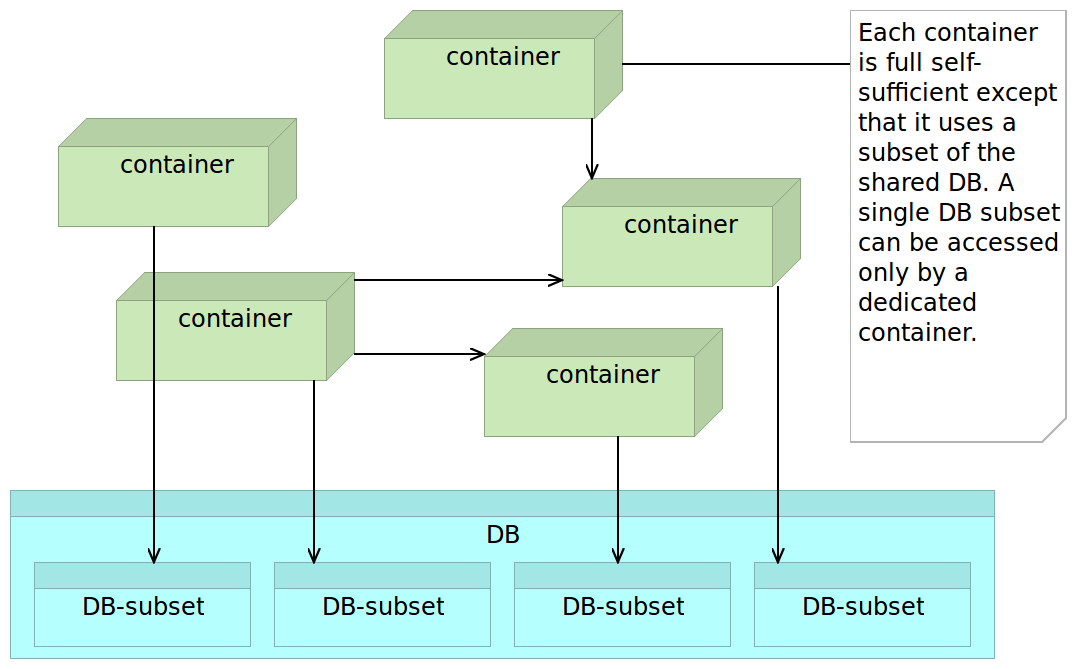 container
Each container
is full self-
sufficient except
that it uses a
subset of the
shared DB. A
single DB subset
can be accessed
only by a
dedicated
container.
container
container
container
container
DB
DB-subset
DB-subset
DB-subset
DB-subset